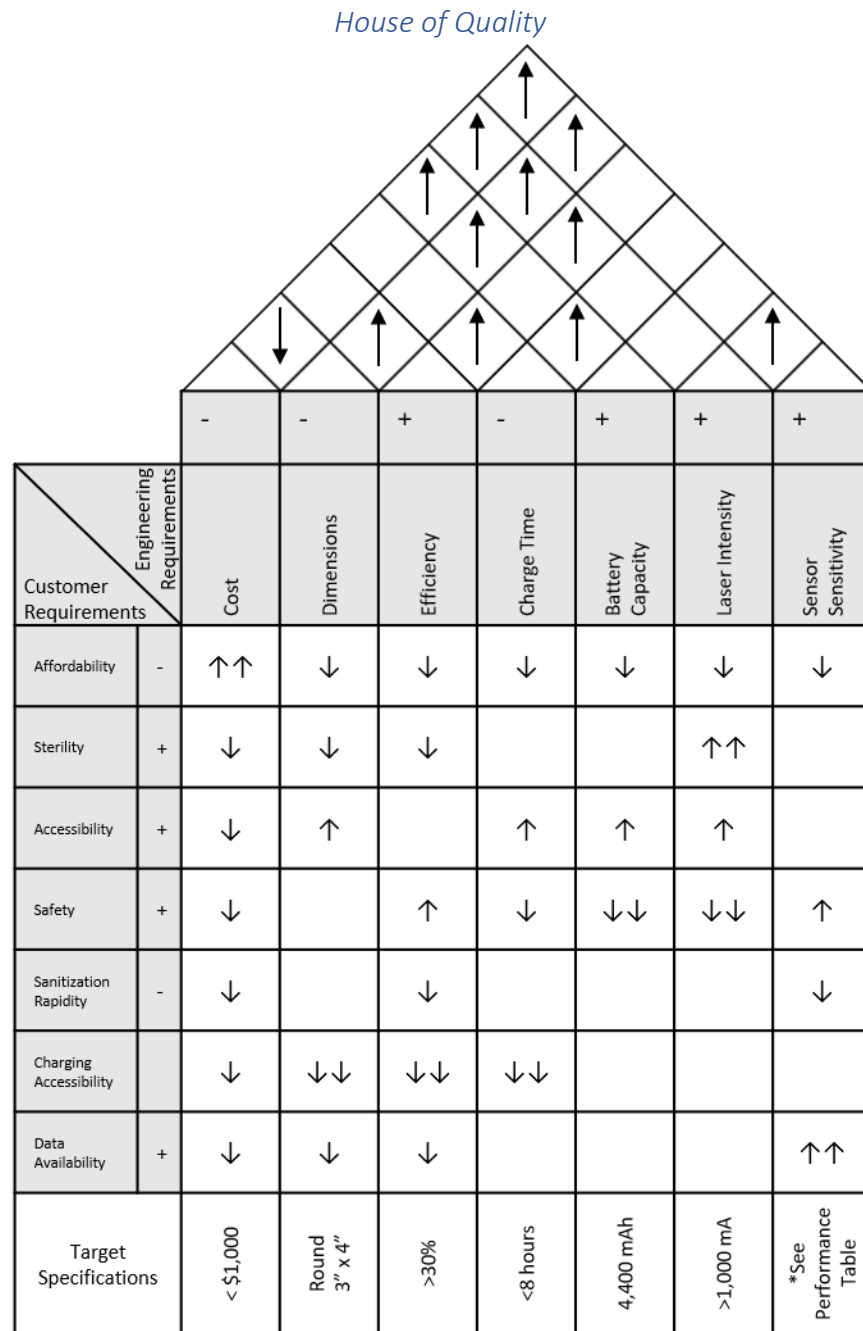 House of Quality
- - + - + + +
Engineering
Requirements
Customer
Requirements
Cost
Dimensions
Efficiency
Charge Time
Battery
Capacity
Laser Intensity
Sensor
Sensitivity
Affordability - ↑↑ ↓ ↓ ↓ ↓ ↓ ↓
Sterility + ↓ ↓ ↓ ↑↑
Accessibility + ↓ ↑ ↑ ↑ ↑
Safety + ↓ ↑ ↓ ↓↓ ↓↓ ↑
Sanitization
Rapidity - ↓ ↓ ↓
Charging
Accessibility ↓ ↓↓ ↓↓ ↓↓
Data
Availability + ↓ ↓ ↓ ↑↑
Target
Specifications
< $1,000
Round
3” x 4”
>30%
<8 hours
4,400 mAh
>1,000 mA
*See
Performance
Table